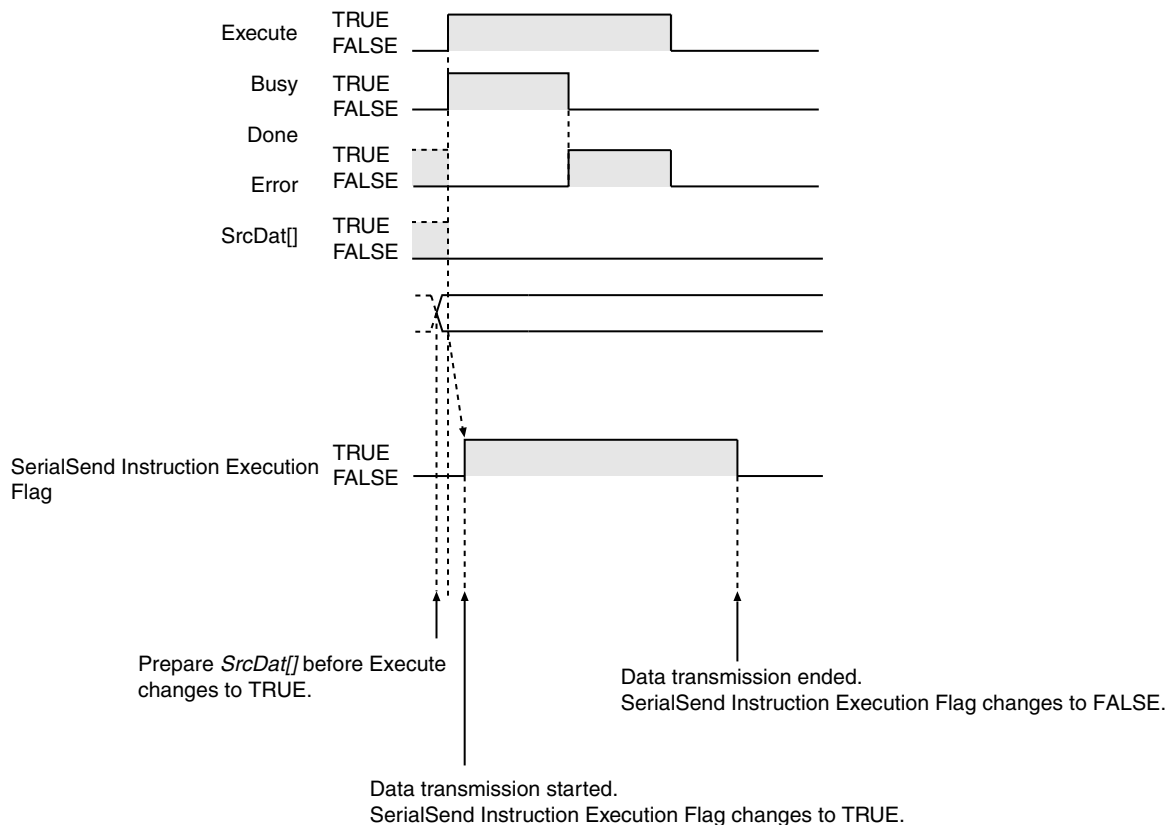 Execute
TRUE
FALSE
Busy
TRUE
FALSE
Done
TRUE
FALSE
Error
TRUE
FALSE
SrcDat[]
SerialSend Instruction Execution
Flag
TRUE
FALSE
Prepare SrcDat[] before Execute
changes to TRUE.
Data transmission ended.
SerialSend Instruction Execution Flag changes to FALSE.
Data transmission started.
SerialSend Instruction Execution Flag changes to TRUE.